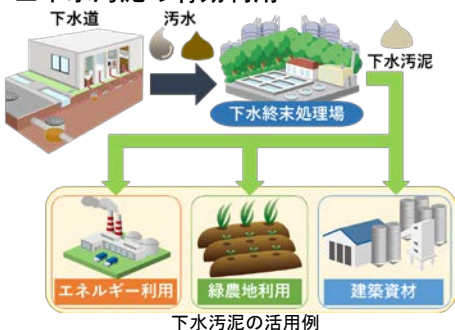 下水道
汚水
下水汚泥
下水終末処理場
エネルギー利用
緑農地利用
建築資材
下水汚泥の活用例